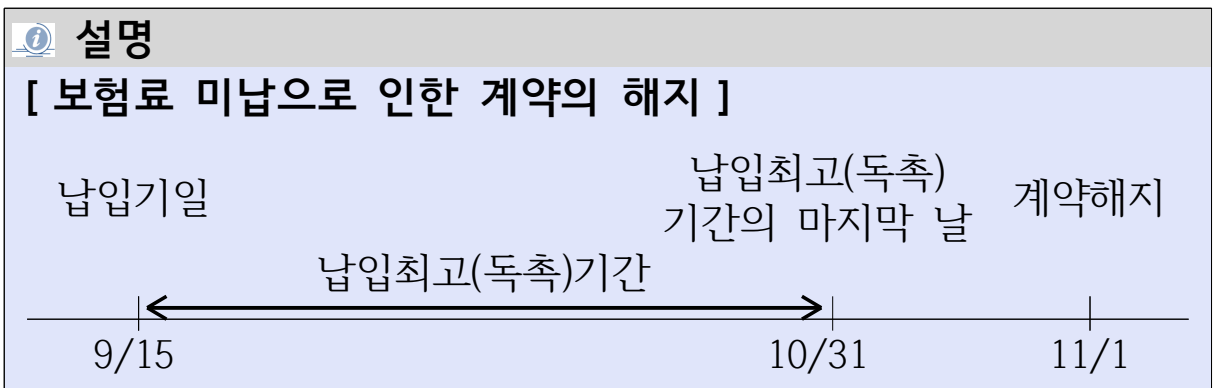 설명
[ 보험료 미납으로 인한 계약의 해지 ]
납입기일
납입최고(독촉)
기간의 마지막 날
계약해지
납입최고(독촉)기간
9/15
10/31
11/1